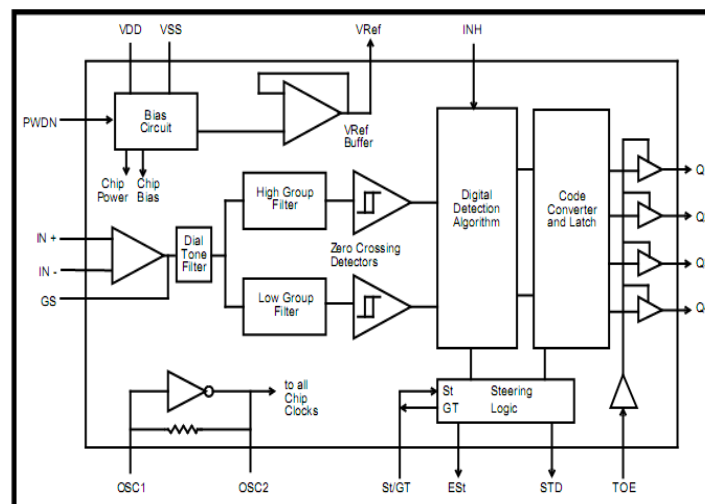 VDD VSS VRef INH
PWDN
Bias
Circuit
VRef
Buffer
Chip
Power
Chip
Bias
High Group
Filter
Digital
Detection
Algorithm
Code
Converter
and Latch
Q
Q
Q
Q
IN +
IN -
GS
Dial
Tone
Filter
Zero Crossing
Detectors
Low Group
Filter
to all
Chip
Clocks
St Steering
GT Logic
OSC1 OSC2 St/GT ESt STD TOE